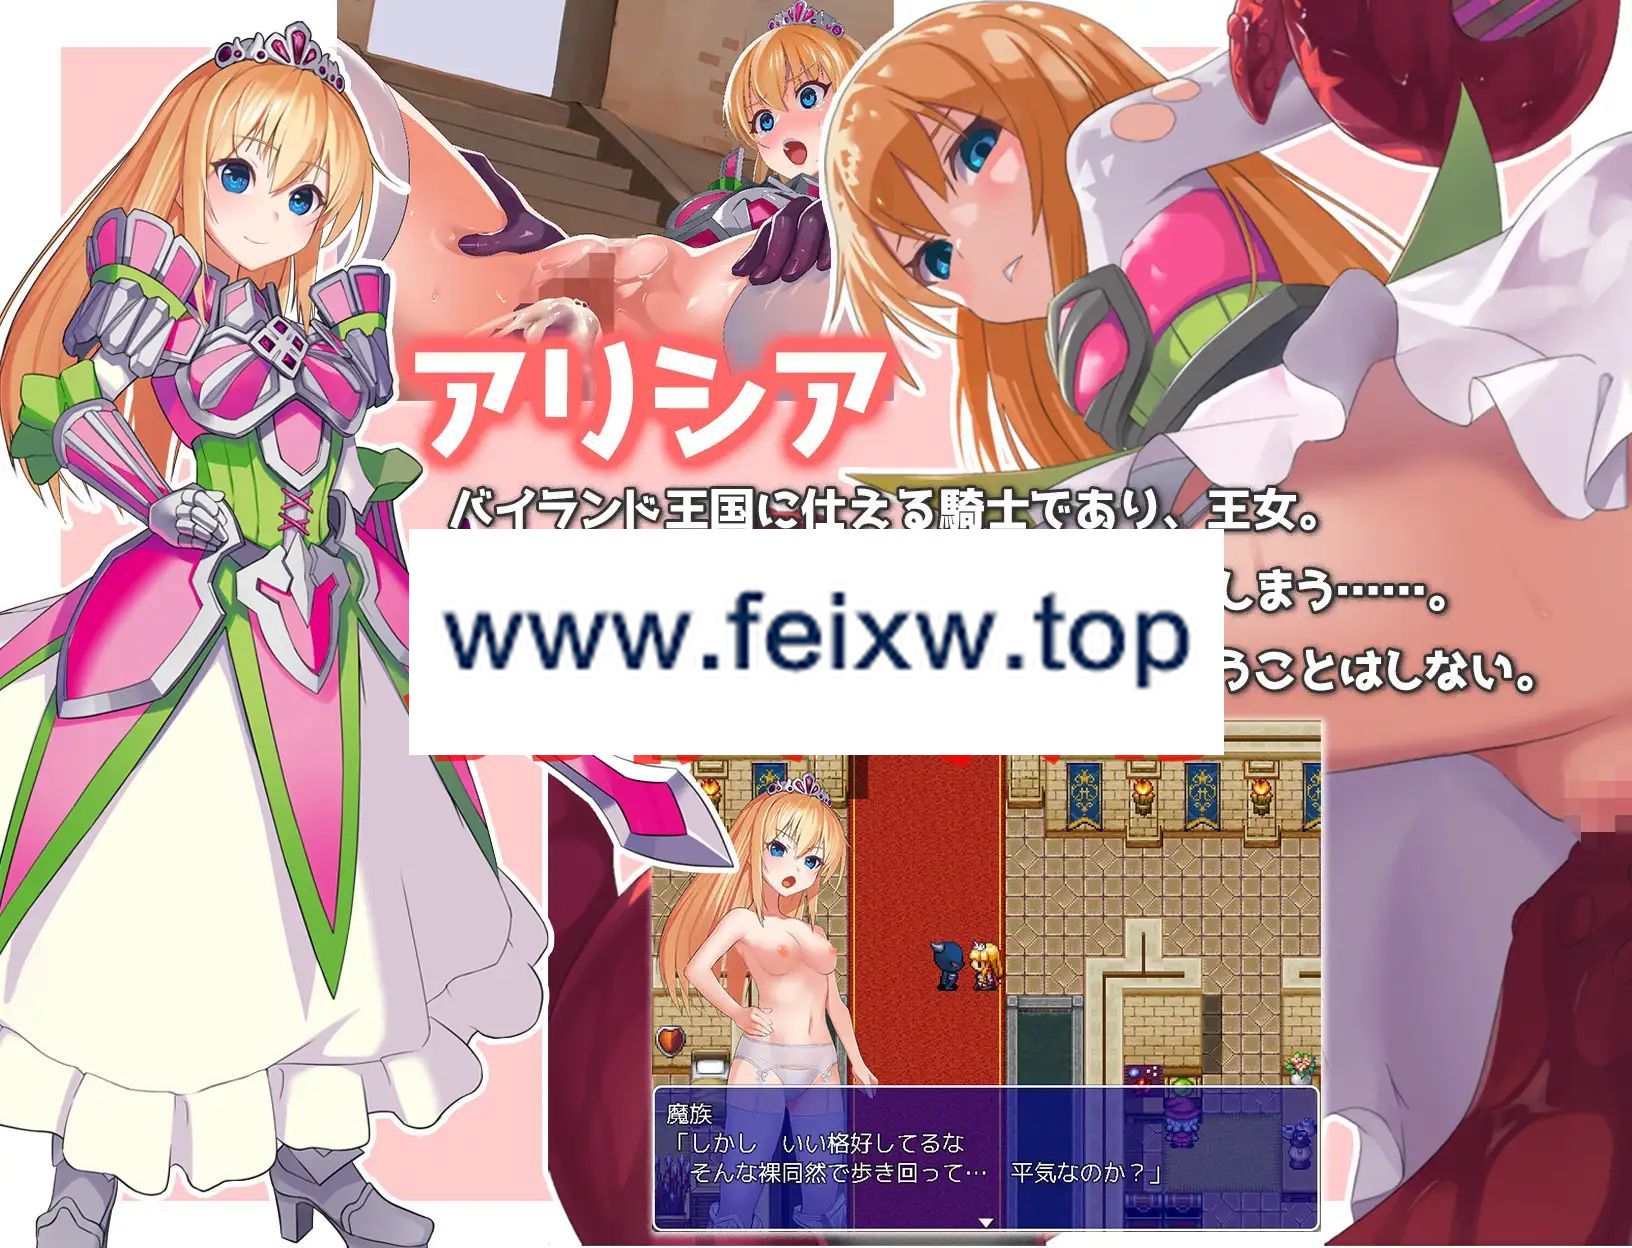 アリシア
バイランド王国に仕える騎士であり、王女。
しまう……。
www.feixw.top
うことはしない。
魔族
「しかし　いい格好してるな
そんな裸同然で歩き回って…　平気なのか？」